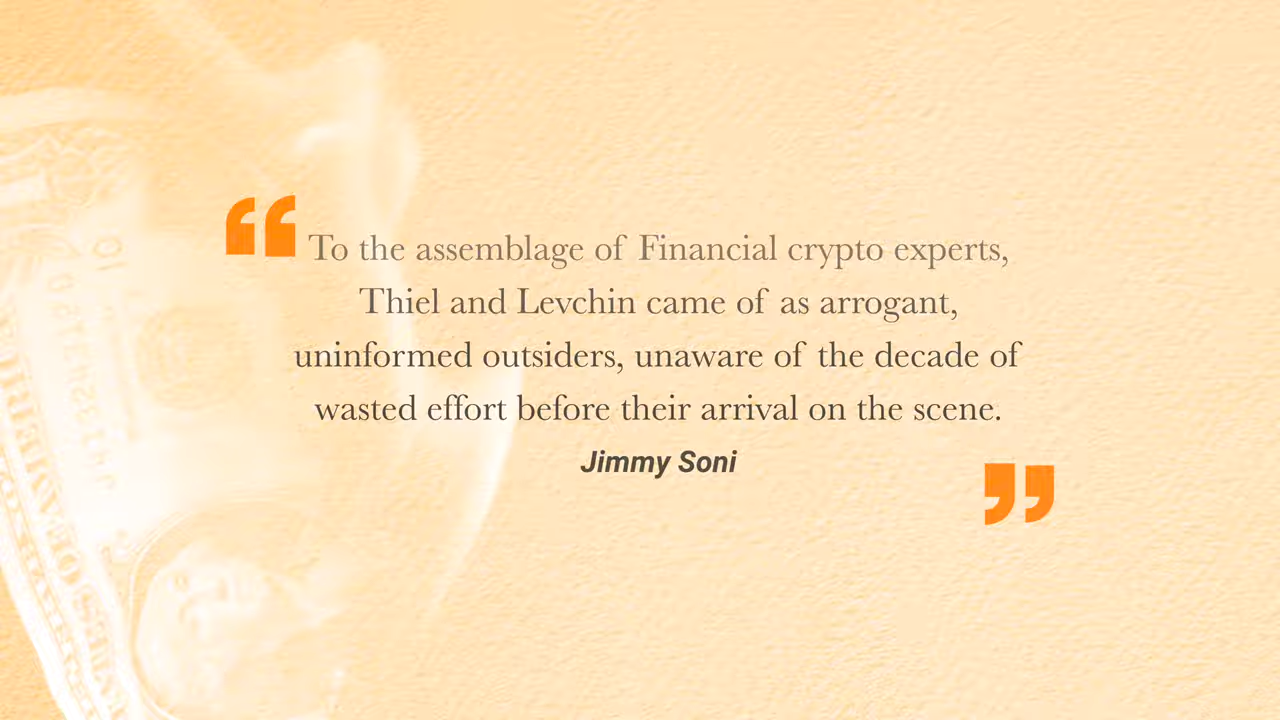 “ To the assemblage of Financial crypto experts,
Thiel and Levchin came of as arrogant,
uninformed outsiders, unaware of the decade of
wasted effort before their arrival on the scene.
Jimmy Soni ”